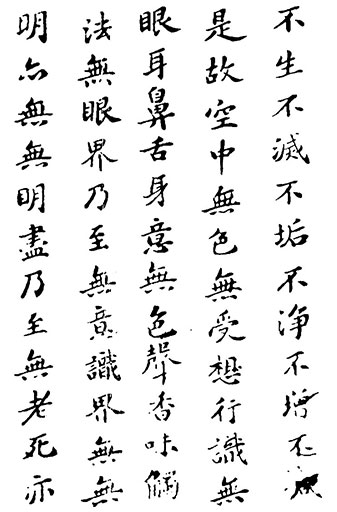 不生不滅不垢不淨不增不減
是故空中無色無受想行識無
眼耳鼻舌身意無色聲香味觸
法無眼界乃至無意識界無無
明亦無無明盡乃至無老死亦